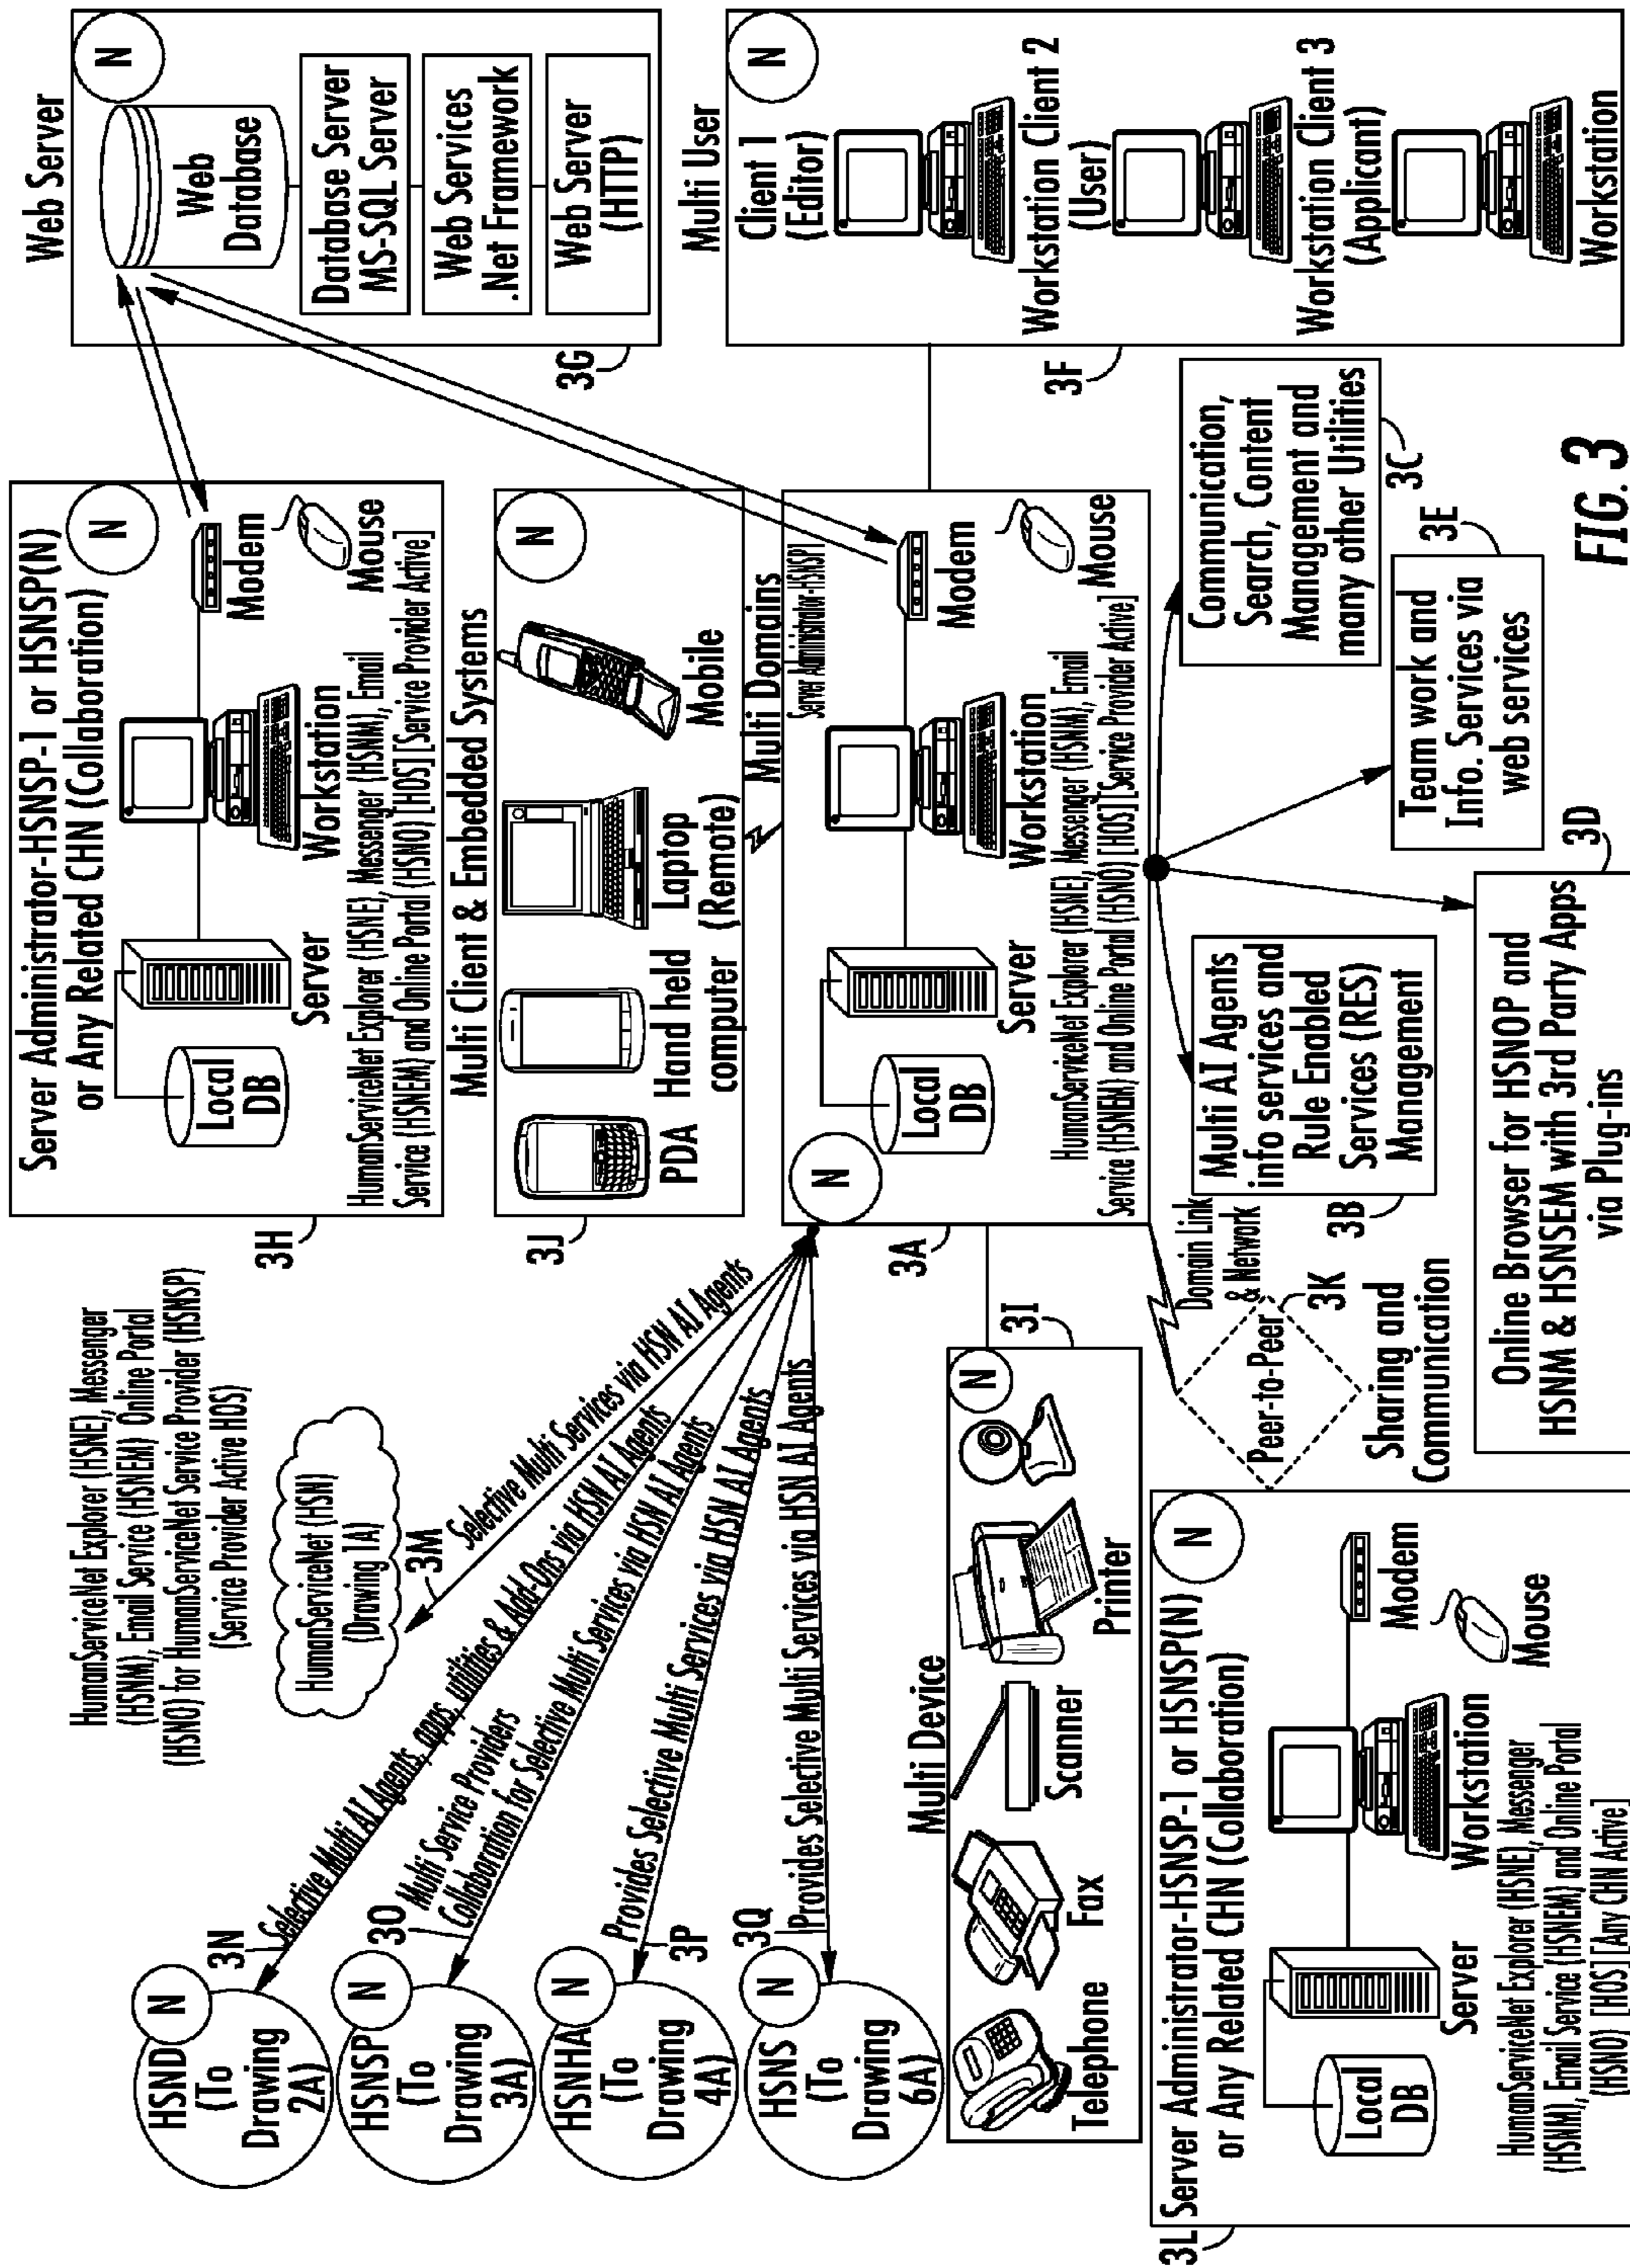 HumanServiceNet Explorer (HSNE), Messenger
(HSNM), Email Service (HSNEM) Online Portal
(HSNO) for HumanServiceNet Service Provider (HSNSP)
(Service Provider Active HOS)
HumanServiceNet (HSN)
(Drawing 1A)
3M
Selective Multi Services via HSN AI Agents
HSND
(To
Drawing
2A)
N
3N
Selective Multi AI Agents, apps, utilities & Add-Ons via HSN AI Agents
HSNSP
(To
Drawing
3A)
N
3O
Multi Service Providers
Collaboration for Selective Multi Services via HSN AI Agents
HSNHA
(To
Drawing
4A)
N
3P
Provides Selective Multi Services via HSN AI Agents
HSNS
(To
Drawing
6A)
N
3Q
Provides Selective Multi Services via HSN AI Agents
3H
Server Administrator-HSNSP-1 or HSNSP(N)
or Any Related CHN (Collaboration)
N
Local
DB
Server
Workstation
Modem
Mouse
HumanServiceNet Explorer (HSNE), Messenger (HSNM), Email
Service (HSNEM) and Online Portal (HSNO) [HOS] [Service Provider Active]
Web Server
N
Web
Database
Database Server
MS-SQL Server
Web Services
.Net Framework
Web Server
(HTTP)
3G
3J
Multi Client & Embedded Systems
N
PDA
Hand held
computer
Laptop
(Remote)
Mobile
Multi Domains
3A
Server Administrator-HSNSP1
N
Local
DB
Server
Workstation
Modem
Mouse
HumanServiceNet Explorer (HSNE), Messenger (HSNM), Email
Service (HSNEM) and Online Portal (HSNO) [HOS] [Service Provider Active]
Multi User
N
Client 1
(Editor)
Workstation Client 2
(User)
Workstation Client 3
(Applicant)
Workstation
3F
Multi Device
3I
N
Telephone
Fax
Scanner
Printer
Domain Link
& Network
Peer-to-Peer
3K
Sharing and
Communication
3B
Multi AI Agents
info services and
Rule Enabled
Services (RES)
Management
Communication,
Search, Content
Management and
many other Utilities
3C
Team work and
Info. Services via
web services
3E
Online Browser for HSNOP and
HSNM & HSNSEM with 3rd Party Apps
via Plug-ins
3D
3L
Server Administrator-HSNSP-1 or HSNSP(N)
or Any Related CHN (Collaboration)
N
Local
DB
Server
Workstation
Modem
Mouse
HumanServiceNet Explorer (HSNE), Messenger
(HSNM), Email Service (HSNEM) and Online Portal
(HSNO) [HOS] [Any CHN Active]
FIG. 3